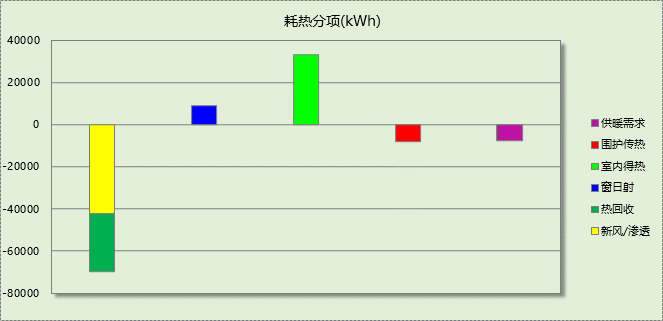 耗热分项(kWh)
40000
20000
0
-20000
-40000
-60000
-80000
供暖需求
围护传热
室内得热
窗日射
热回收
新风/渗透